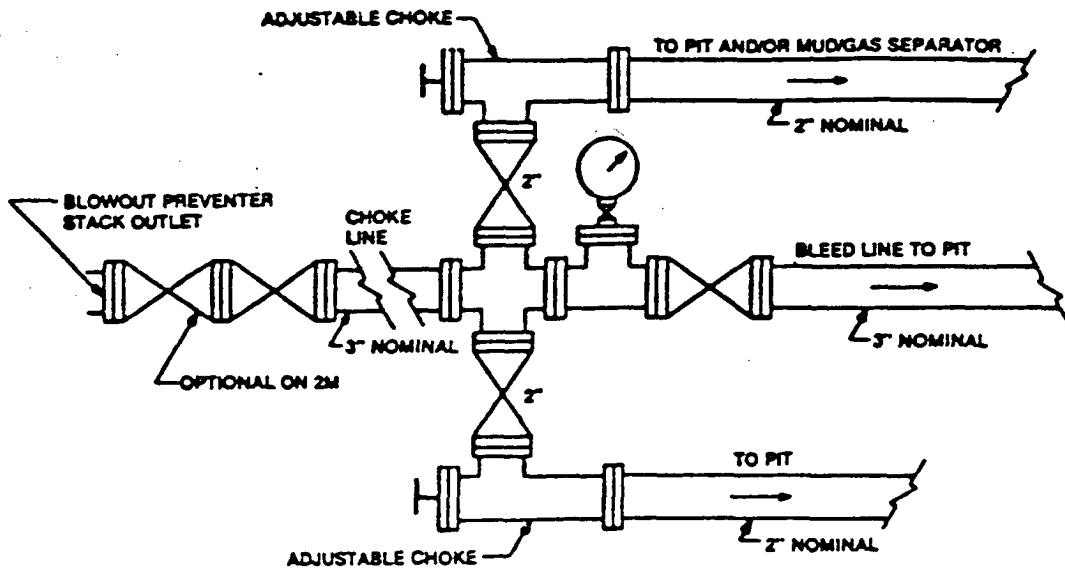 ADJUSTABLE CHOKE
TO PIT AND/OR MUD/GAS SEPARATOR
2" NOMINAL
2"
BLOWOUT PREVENTER
STACK OUTLET
CHOKE
LINE
BLEED LINE TO PIT
3" NOMINAL
3" NOMINAL
OPTIONAL ON 2M
2"
TO PIT
2" NOMINAL
ADJUSTABLE CHOKE